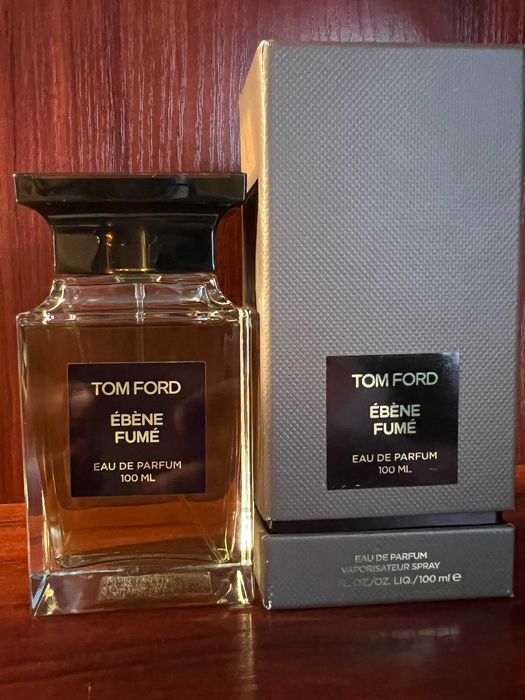 TOM FORD
ÉBÈNE
FUMÉ
EAU DE PARFUM
100 ML
TOM FORD
ÉBÈNE
FUMÉ
EAU DE PARFUM
100 ML
EAU DE PARFUM
VAPORISATEUR SPRAY
OZ./OZ. LIQ./100 ml e